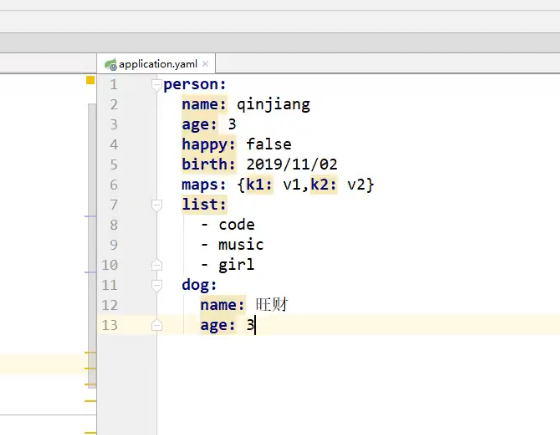 application.yaml
1 person:
2 name: qinjiang
3 age: 3
4 happy: false
5 birth: 2019/11/02
6 maps: {k1: v1,k2: v2}
7 list:
8 - code
9 - music
10 - girl
11 dog:
12 name: 旺财
13 age: 3